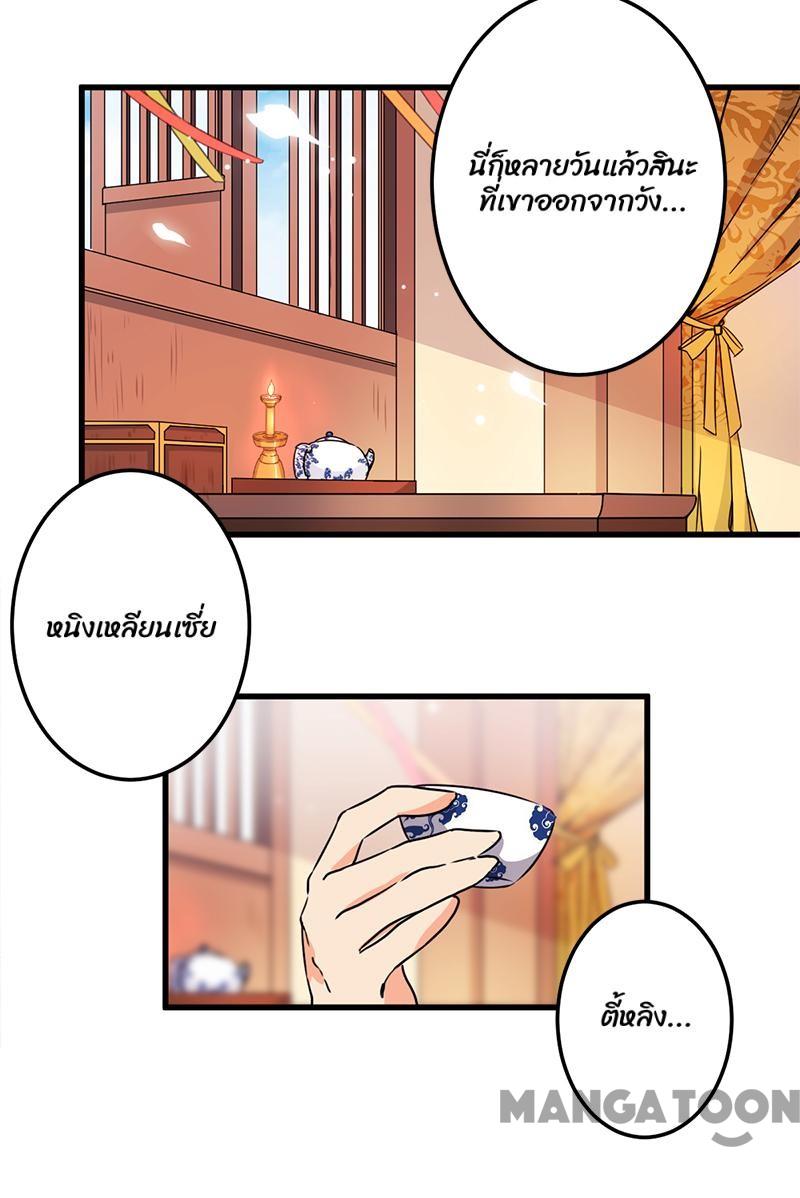 นี่ก็หลายวันแล้วสินะ
ที่เขาออกจากวัง...
หนิงเหลียนเซี่ย
ตี้หลิง...
MANGATOON